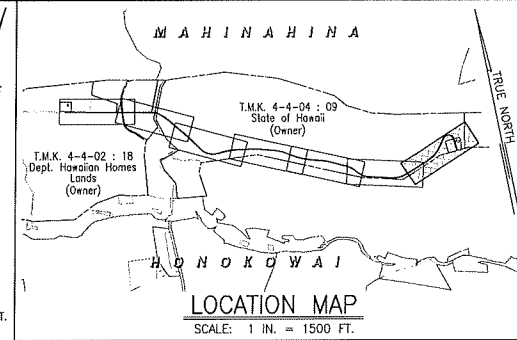 MAHINAHINA
TRUE NORTH
T.M.K. 4-4-04 : 09
State of Hawaii
(Owner)
T.M.K. 4-4-02 : 18
Dept. Hawaiian Homes
Lands
(Owner)
HONOKOWAI
T.
LOCATION MAP
SCALE: 1 IN. = 1500 FT.